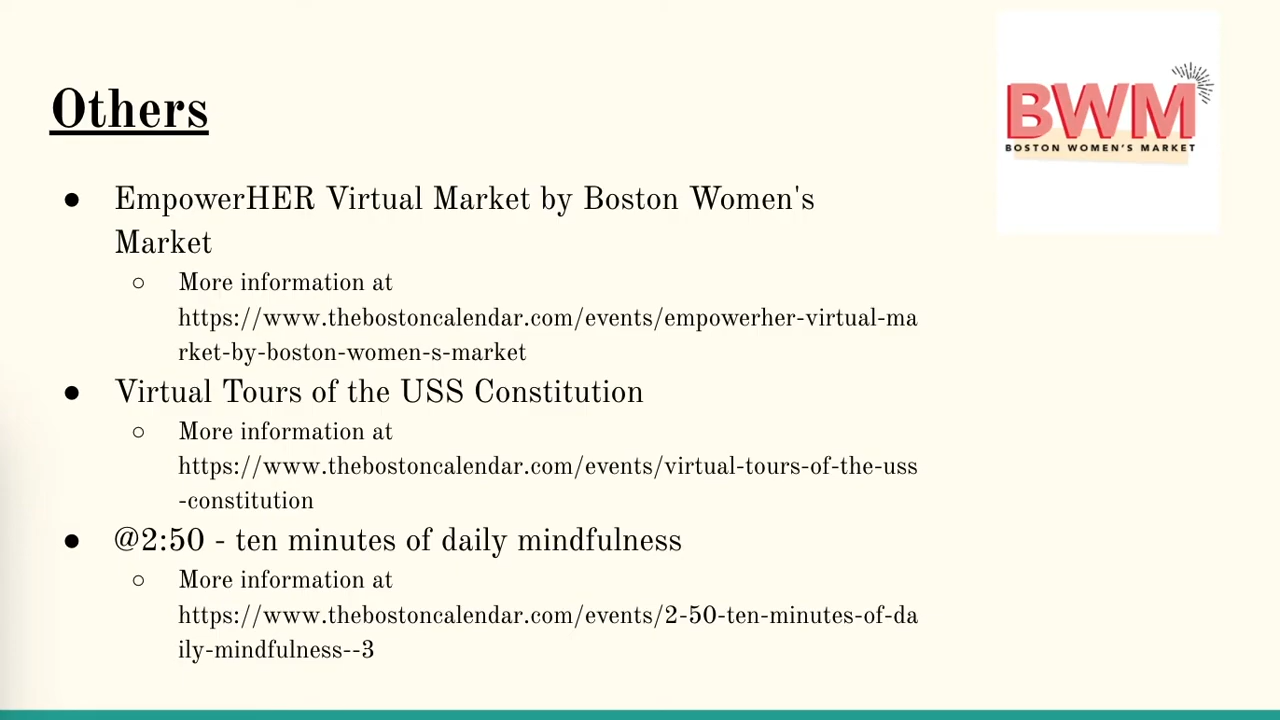 BWM
BOSTON WOMEN'S MARKET
Others
● EmpowerHER Virtual Market by Boston Women's
Market
○ More information at
https://www.thebostoncalendar.com/events/empowerher-virtual-ma
rket-by-boston-women-s-market
● Virtual Tours of the USS Constitution
○ More information at
https://www.thebostoncalendar.com/events/virtual-tours-of-the-uss
-constitution
● @2:50 - ten minutes of daily mindfulness
○ More information at
https://www.thebostoncalendar.com/events/2-50-ten-minutes-of-da
ily-mindfulness--3